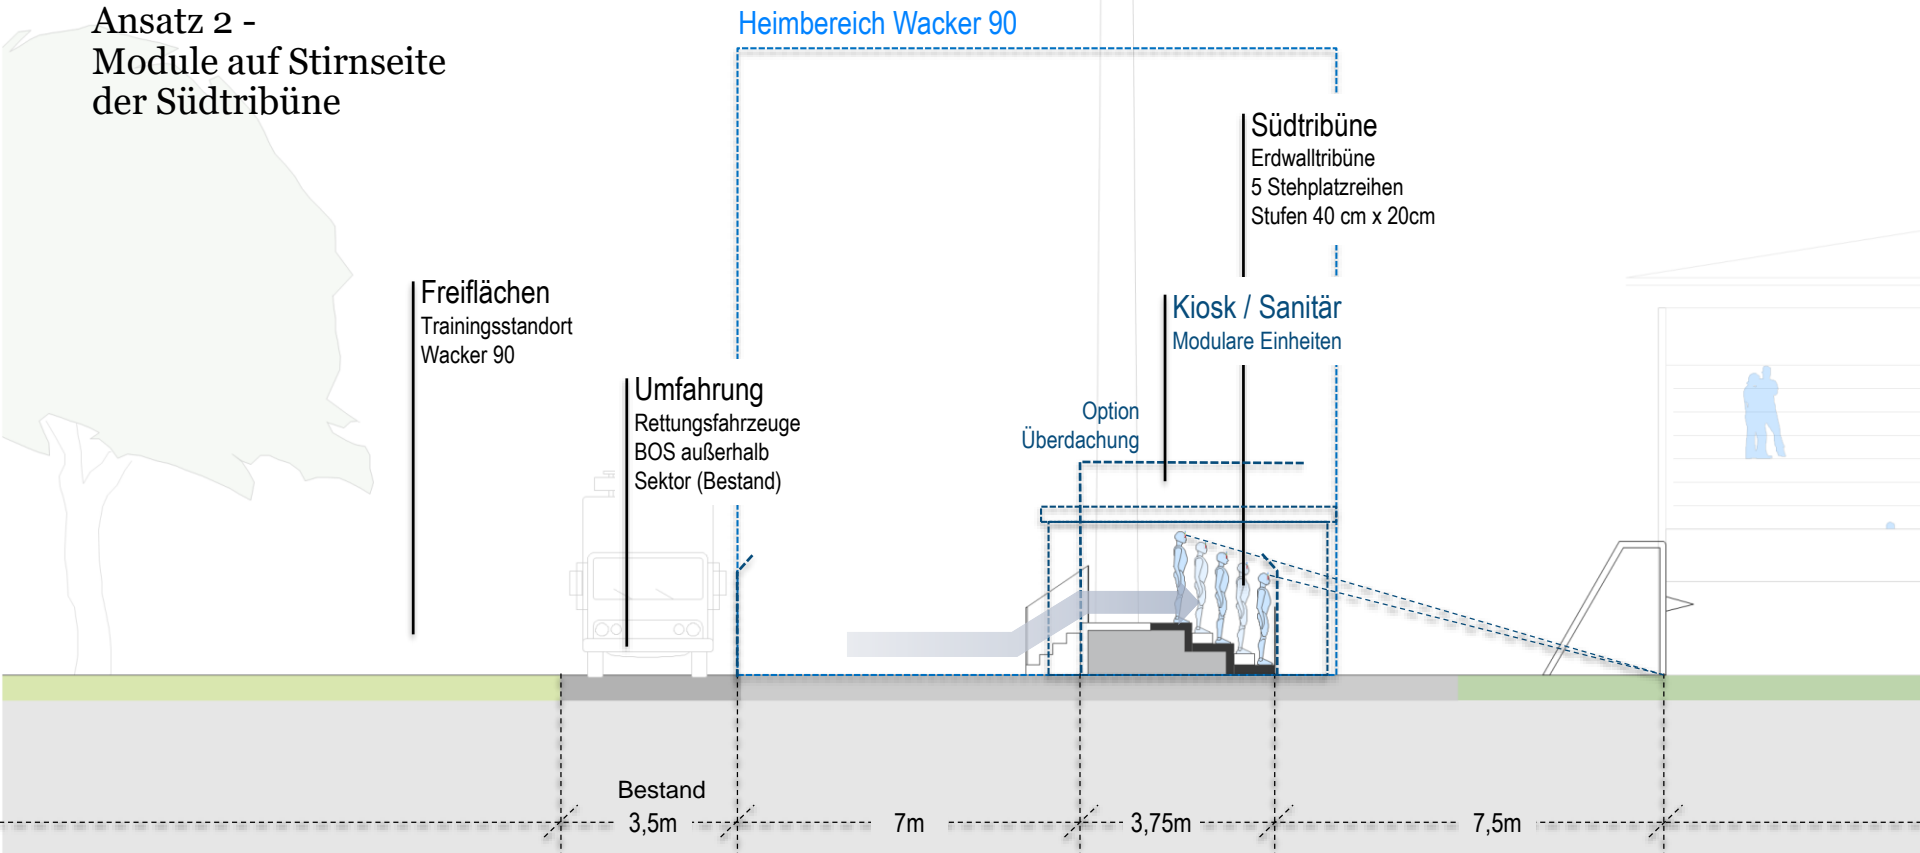 Ansatz 2 -
Module auf Stirnseite
der Südtribüne
Heimbereich Wacker 90
Südtribüne
Erdwalltribüne
5 Stehplatzreihen
Stufen 40 cm x 20cm
Freiflächen
Trainingsstandort
Wacker 90
Kiosk / Sanitär
Modulare Einheiten
Umfahrung
Rettungsfahrzeuge
BOS außerhalb
Sektor (Bestand)
Option
Überdachung
Bestand
3,5m
7m
3,75m
7,5m